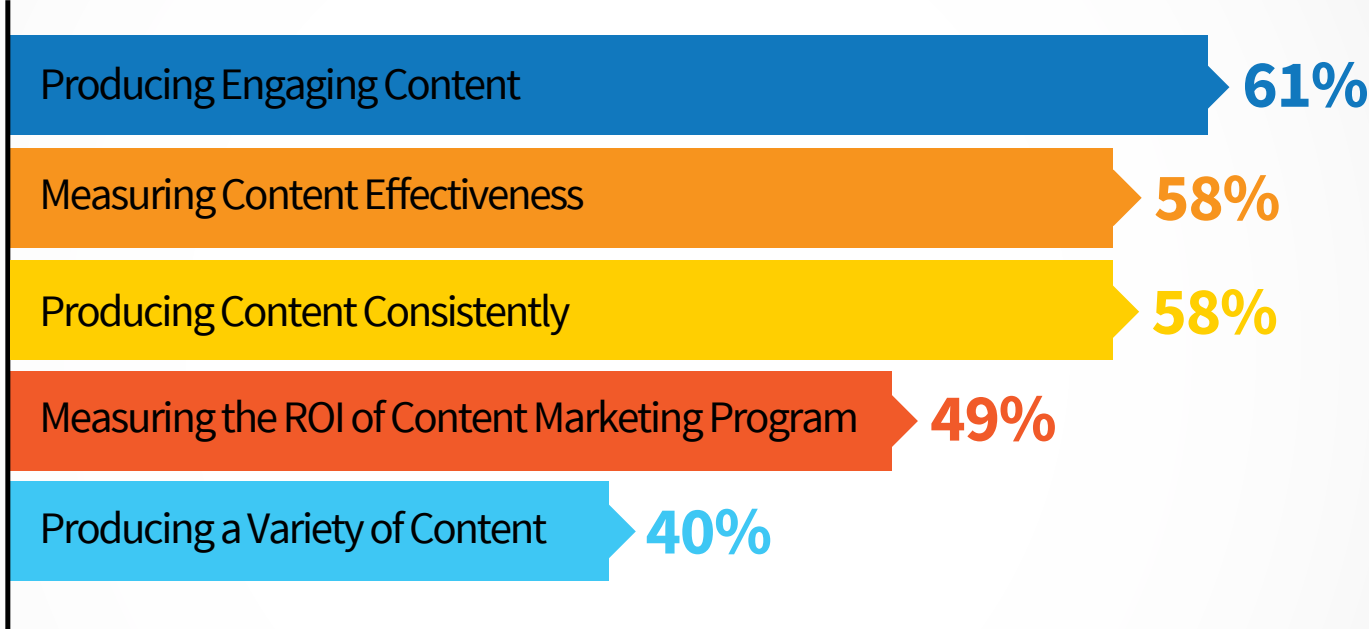 Producing Engaging Content 61%
Measuring Content Effectiveness 58%
Producing Content Consistently 58%
Measuring the ROI of Content Marketing Program 49%
Producing a Variety of Content 40%